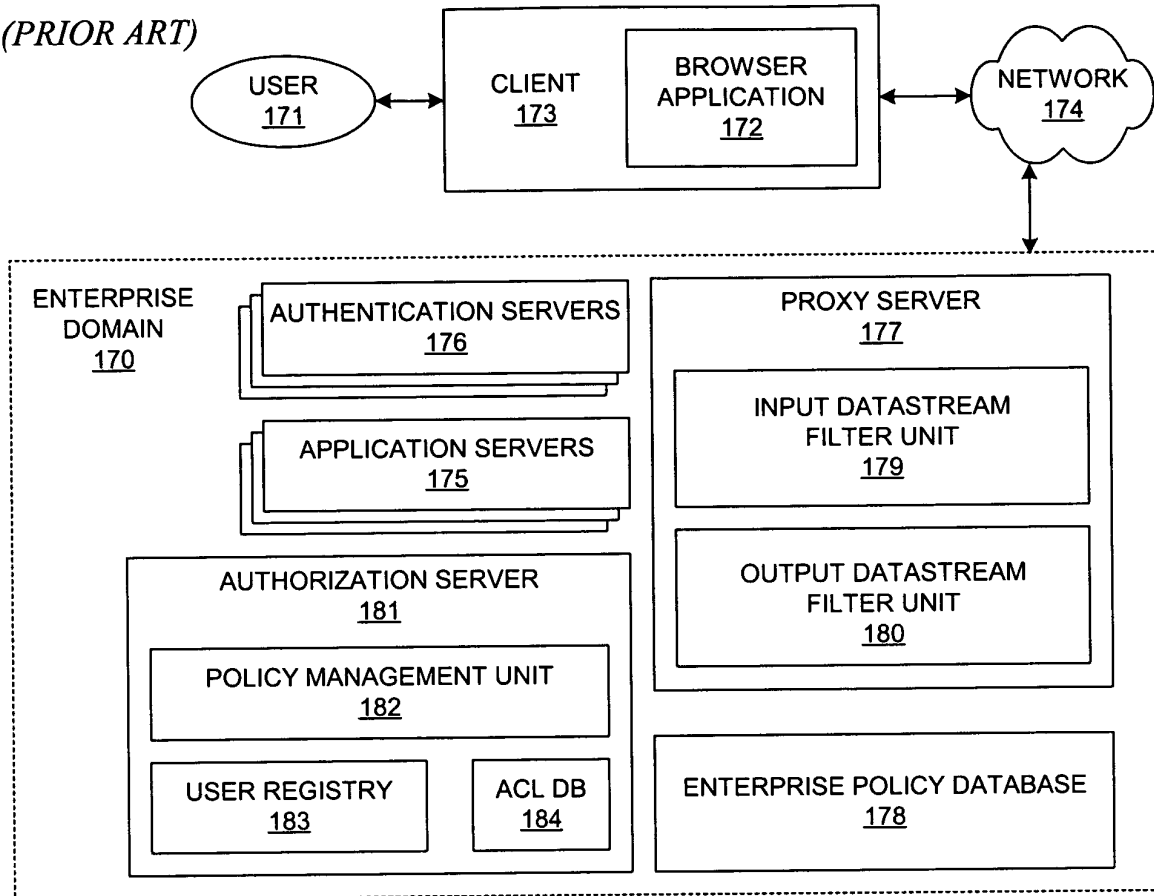 (PRIOR ART)
USER
171
CLIENT
173
BROWSER
APPLICATION
172
NETWORK
174
ENTERPRISE
DOMAIN
170
AUTHENTICATION SERVERS
176
APPLICATION SERVERS
175
AUTHORIZATION SERVER
181
POLICY MANAGEMENT UNIT
182
USER REGISTRY
183
ACL DB
184
PROXY SERVER
177
INPUT DATASTREAM
FILTER UNIT
179
OUTPUT DATASTREAM
FILTER UNIT
180
ENTERPRISE POLICY DATABASE
178